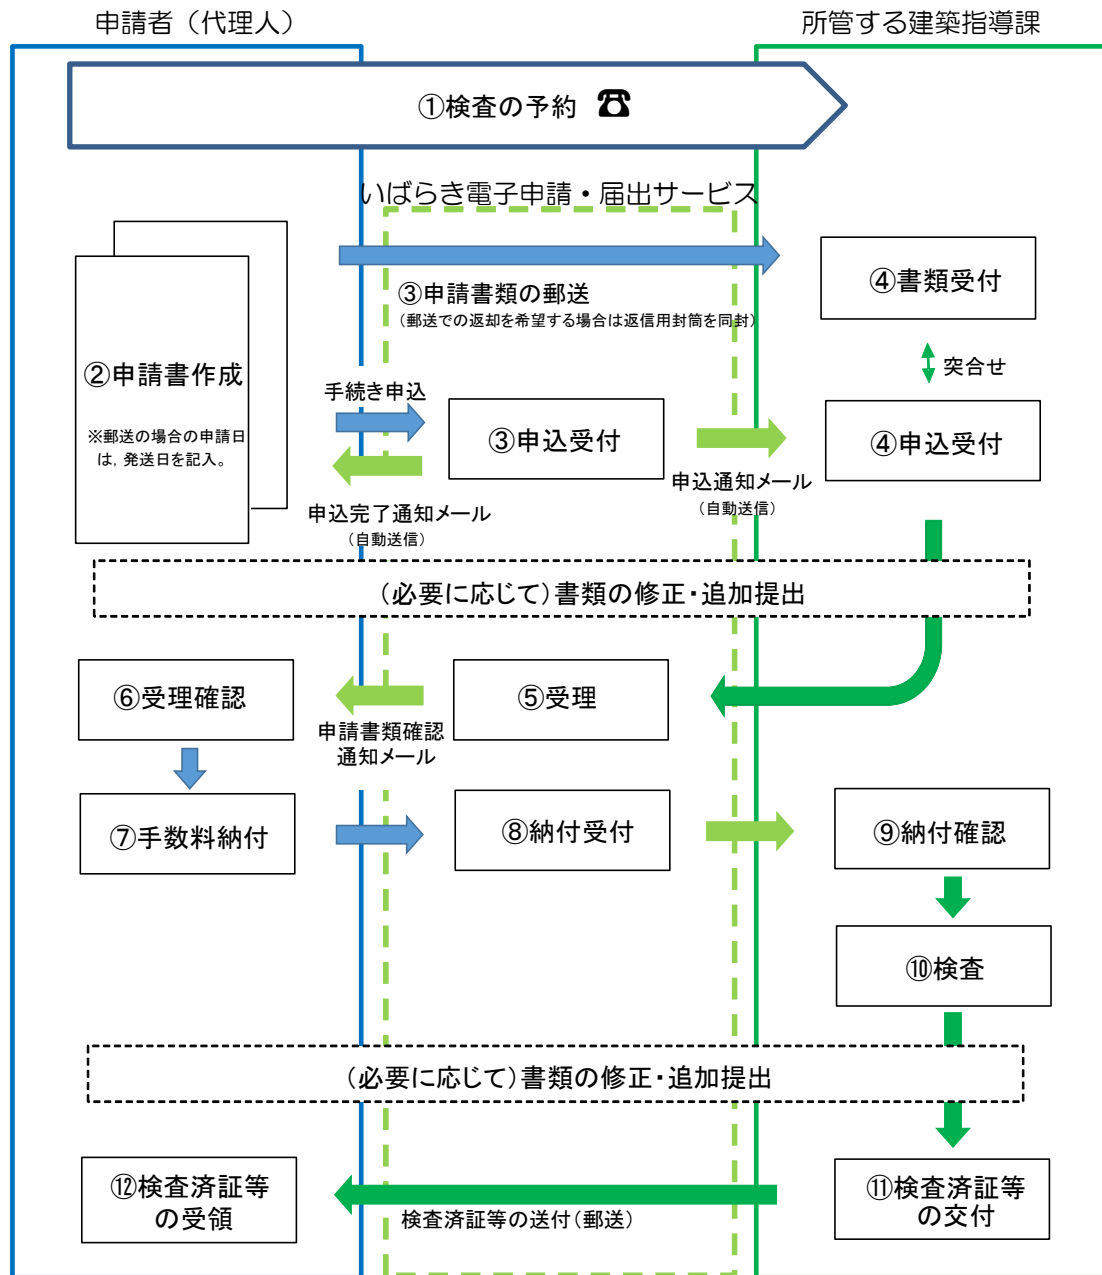 申請者（代理人）
所管する建築指導課
①検査の予約 ☎
いばらき電子申請・届出サービス
③申請書類の郵送
（郵送での返却を希望する場合は返信用封筒を同封）
④書類受付
②申請書作成
※郵送の場合の申請日
は，発送日を記入。
突合せ
手続き申込
③申込受付
④申込受付
申込通知メール
（自動送信）
申込完了通知メール
（自動送信）
（必要に応じて）書類の修正・追加提出
⑥受理確認
⑤受理
申請書類確認
通知メール
⑦手数料納付
⑧納付受付
⑨納付確認
⑩検査
（必要に応じて）書類の修正・追加提出
⑫検査済証等
の受領
検査済証等の送付（郵送）
⑪検査済証等
の交付